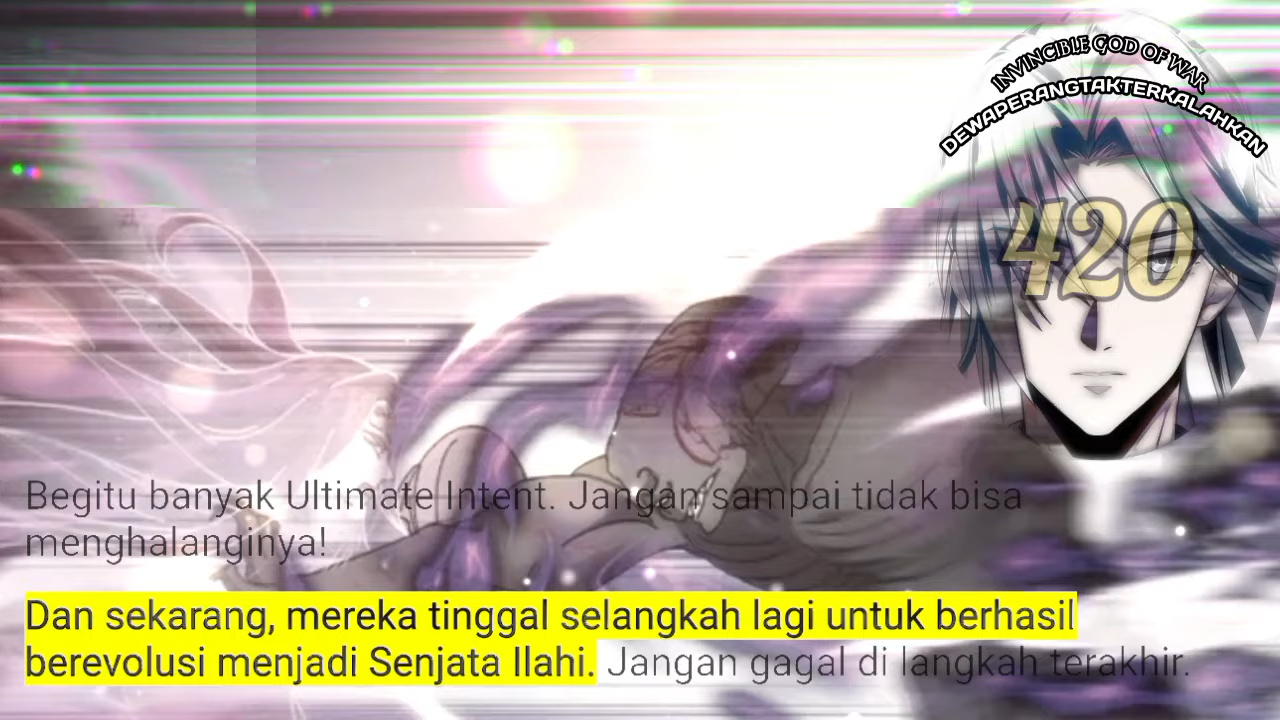 INVINCIBLE GOD OF WAR
DEWAPERANGTAKTERKALAHKAN
420
Begitu banyak Ultimate Intent. Jangan sampai tidak bisa
menghalanginya!
Dan sekarang, mereka tinggal selangkah lagi untuk berhasil
berevolusi menjadi Senjata Ilahi. Jangan gagal di langkah terakhir.